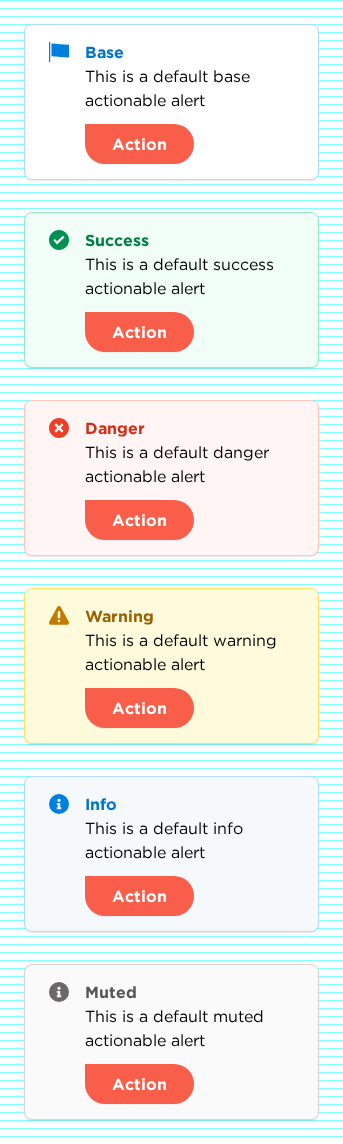 Base
This is a default base
actionable alert
Action
Success
This is a default success
actionable alert
Action
Danger
This is a default danger
actionable alert
Action
Warning
This is a default warning
actionable alert
Action
Info
This is a default info
actionable alert
Action
Muted
This is a default muted
actionable alert
Action